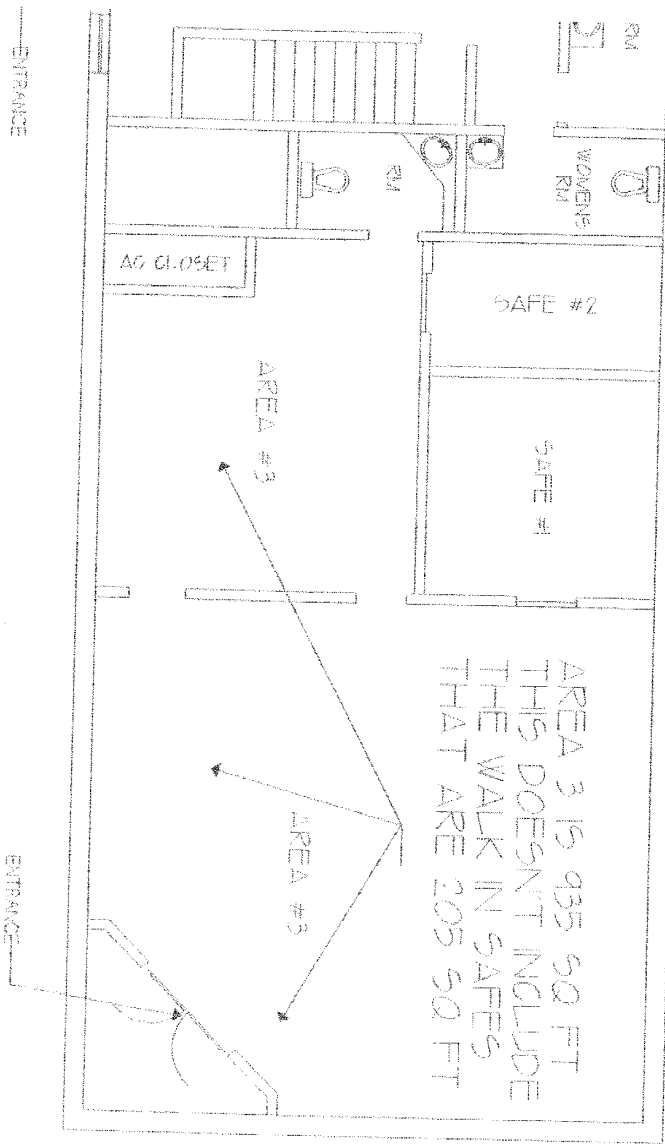 RM
ENTRANCE
WOMENS
RM
RM
AC CLOSET
SAFE #2
AREA #3
SAFE #1
AREA 3 IS 935 SQ FT
THIS DOESN'T INCLUDE
THE WALK IN SAFES
THAT ARE 205 SQ FT
AREA #3
ENTRANCE